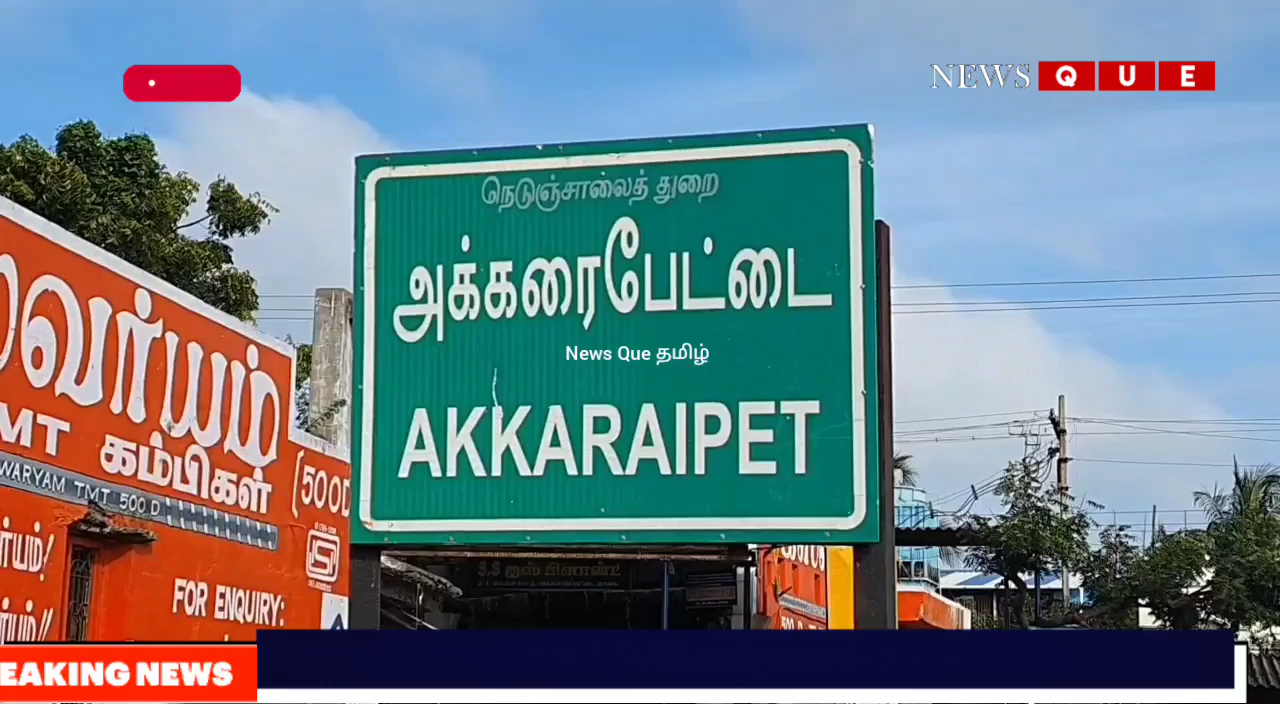 NEWS QUE
நெடுஞ்சாலைத் துறை
அக்கரைபேட்டை
News Que தமிழ்
AKKARAIPET
வர்யம்
MT கம்பிகள்
WARYAM TMT 500 D
[500D
FOR ENQUIRY:
S.S ஐஸ் பிளாண்ட்
EAKING NEWS